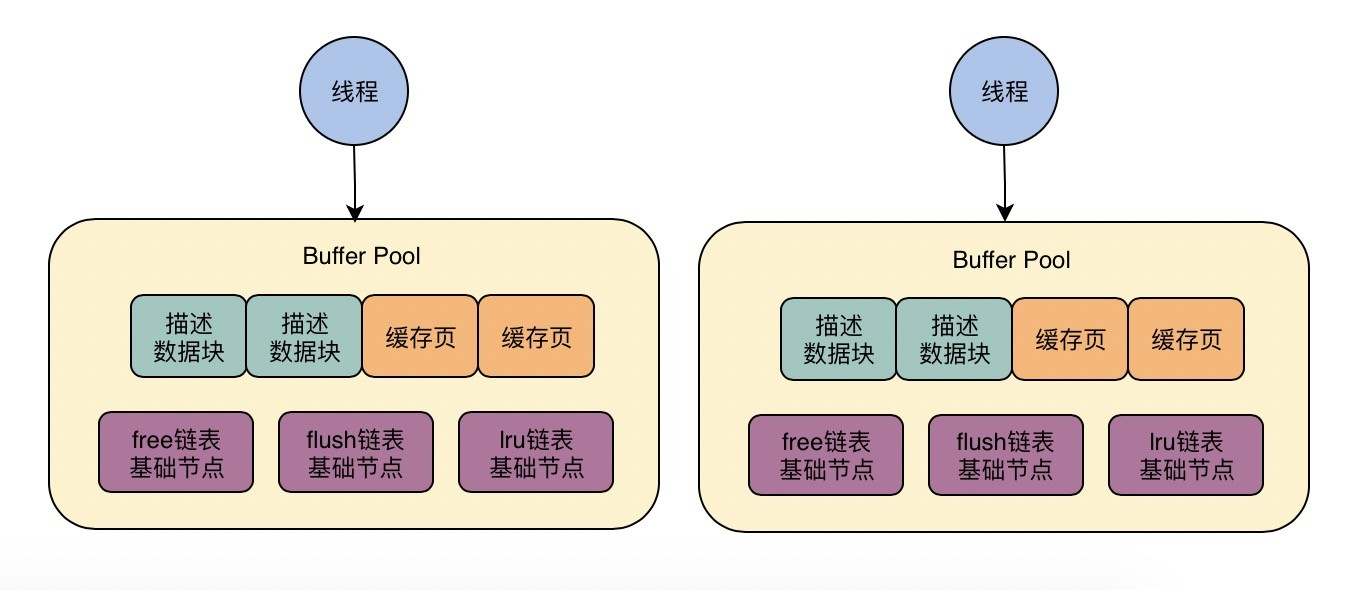 线程
Buffer Pool
描述
数据块
描述
数据块
缓存页
缓存页
free链表
基础节点
flush链表
基础节点
lru链表
基础节点
线程
Buffer Pool
描述
数据块
描述
数据块
缓存页
缓存页
free链表
基础节点
flush链表
基础节点
lru链表
基础节点